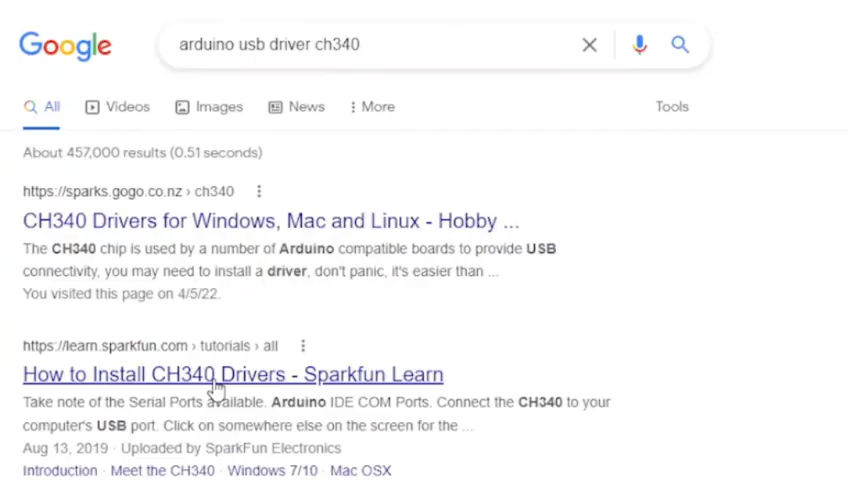 Google
arduino usb driver ch340
All Videos Images News More Tools
About 457,000 results (0.51 seconds)
https://sparks.gogo.co.nz › ch340
CH340 Drivers for Windows, Mac and Linux - Hobby ...
The CH340 chip is used by a number of Arduino compatible boards to provide USB
connectivity, you may need to install a driver, don't panic, it's easier than ...
You visited this page on 4/5/22.
https://learn.sparkfun.com › tutorials › all
How to Install CH340 Drivers - Sparkfun Learn
Take note of the Serial Ports available. Arduino IDE COM Ports. Connect the CH340 to your
computer's USB port. Click on somewhere else on the screen for the ...
Aug 13, 2019 · Uploaded by SparkFun Electronics
Introduction · Meet the CH340 · Windows 7/10 · Mac OSX